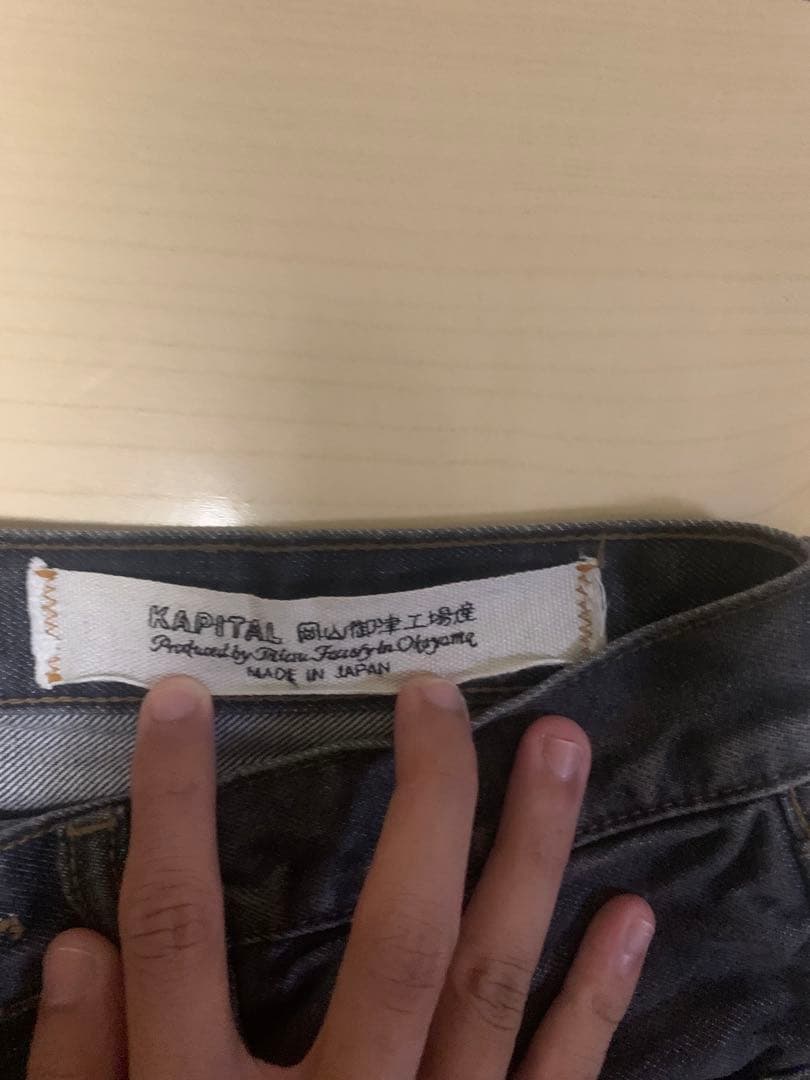 KAPITAL 岡山御津工場産
Produced by Mitsu Factory in Okayama
MADE IN JAPAN